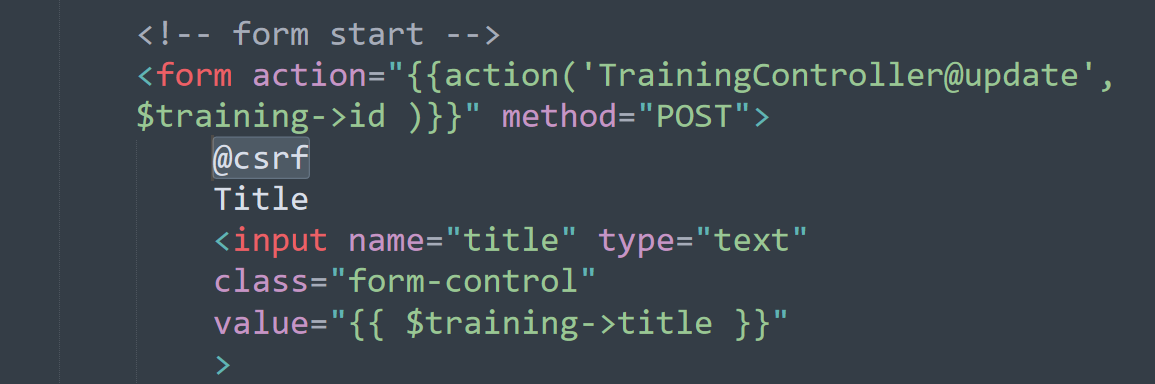 <!-- form start -->
<form action="{{action('TrainingController@update',
$training->id )}}" method="POST">
@csrf
Title
<input name="title" type="text"
class="form-control"
value="{{ $training->title }}"
>